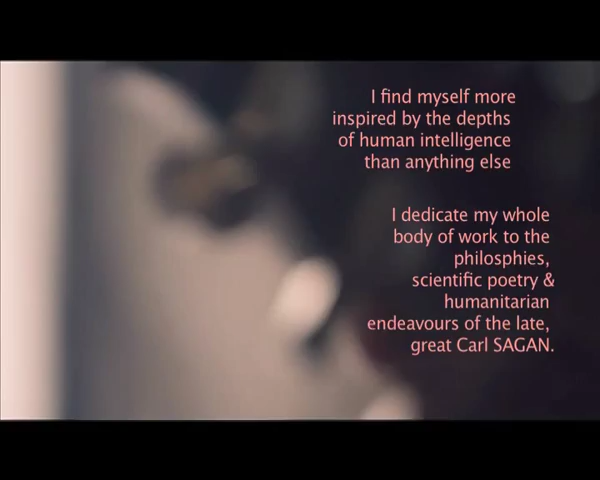 I find myself more
inspired by the depths
of human intelligence
than anything else
I dedicate my whole
body of work to the
philosphies,
scientific poetry &
humanitarian
endeavours of the late,
great Carl SAGAN.